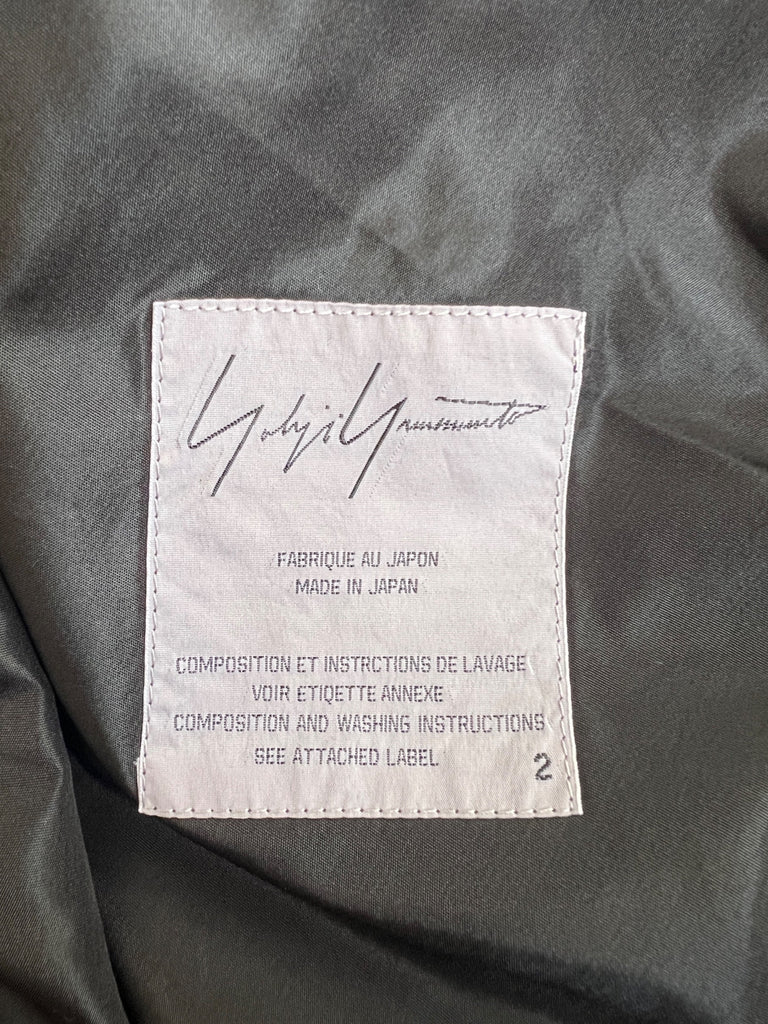 Yohji Yamamoto
FABRIQUE AU JAPON
MADE IN JAPAN
COMPOSITION ET INSTRCTIONS DE LAVAGE
VOIR ETIQETTE ANNEXE
COMPOSITION AND WASHING INSTRUCTIONS
SEE ATTACHED LABEL
2